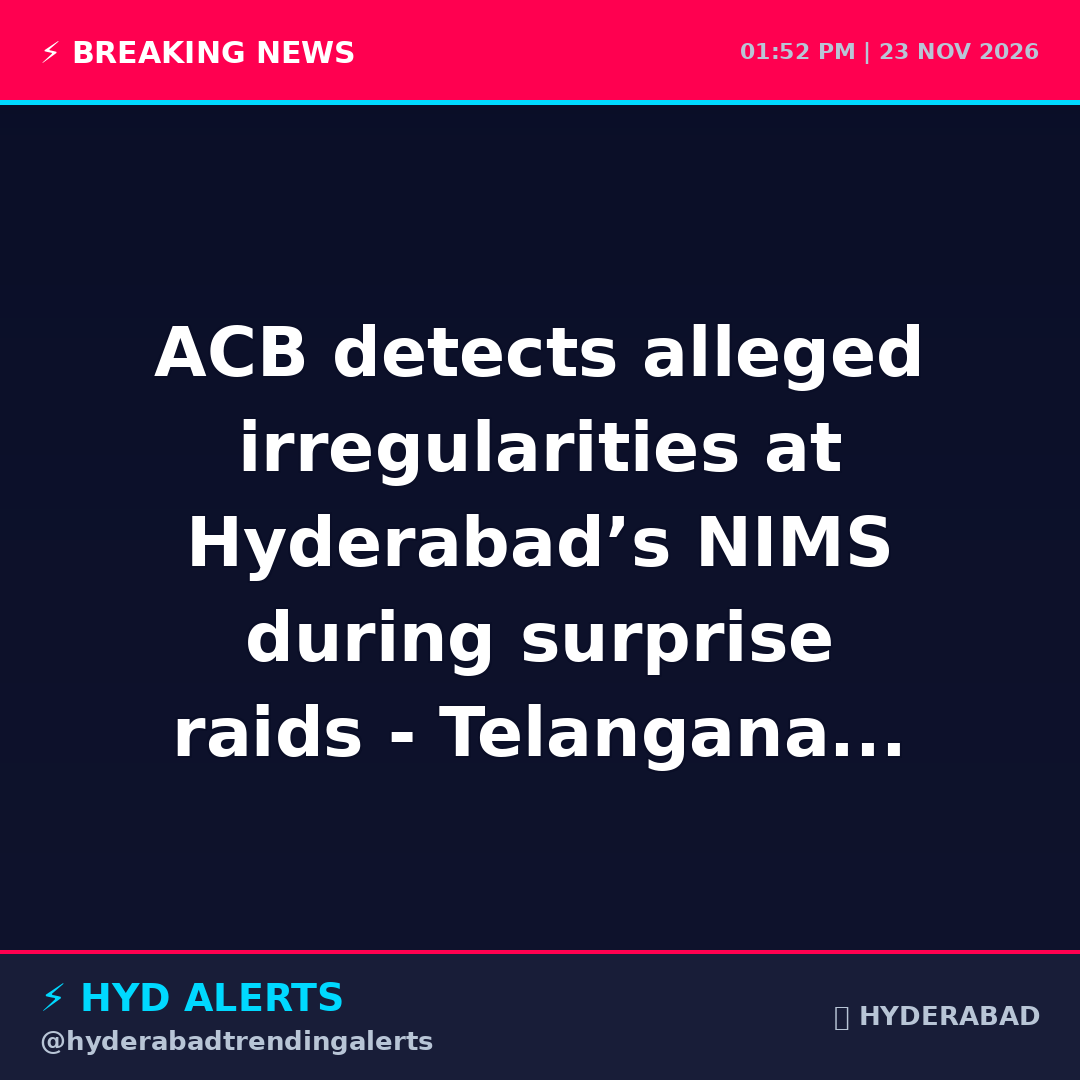 ⚡ BREAKING NEWS
01:52 PM | 23 NOV 2026
ACB detects alleged
irregularities at
Hyderabad’s NIMS
during surprise
raids - Telangana...
⚡ HYD ALERTS
@hyderabadtrendingalerts
HYDERABAD